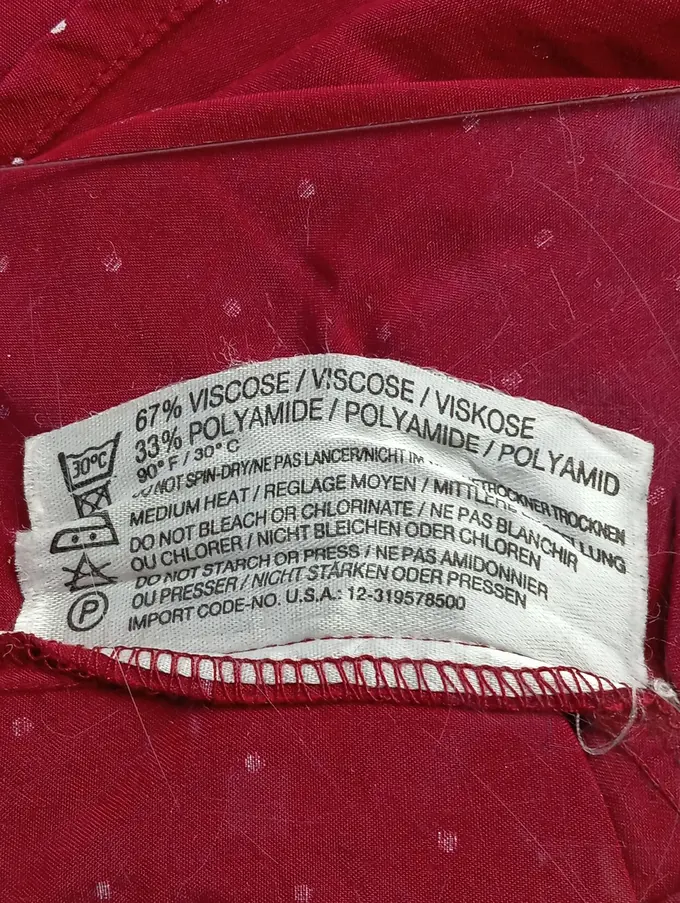 67% VISCOSE / VISCOSE / VISKOSE
33% POLYAMIDE / POLYAMIDE / POLYAMID
90° F / 30° C
NOT SPIN-DRY/NE PAS LANCER/NICHT IM TROCKNER TROCKNEN
MEDIUM HEAT / REGLAGE MOYEN / MITTLERE
DO NOT BLEACH OR CHLORINATE / NE PAS BLANCHIR
OU CHLORER / NICHT BLEICHEN ODER CHLOREN
DO NOT STARCH OR PRESS / NE PAS AMIDONNIER
OU PRESSER / NICHT STÄRKEN ODER PRESSEN
IMPORT CODE-NO. U.S.A.: 12-319578500
30°C
P